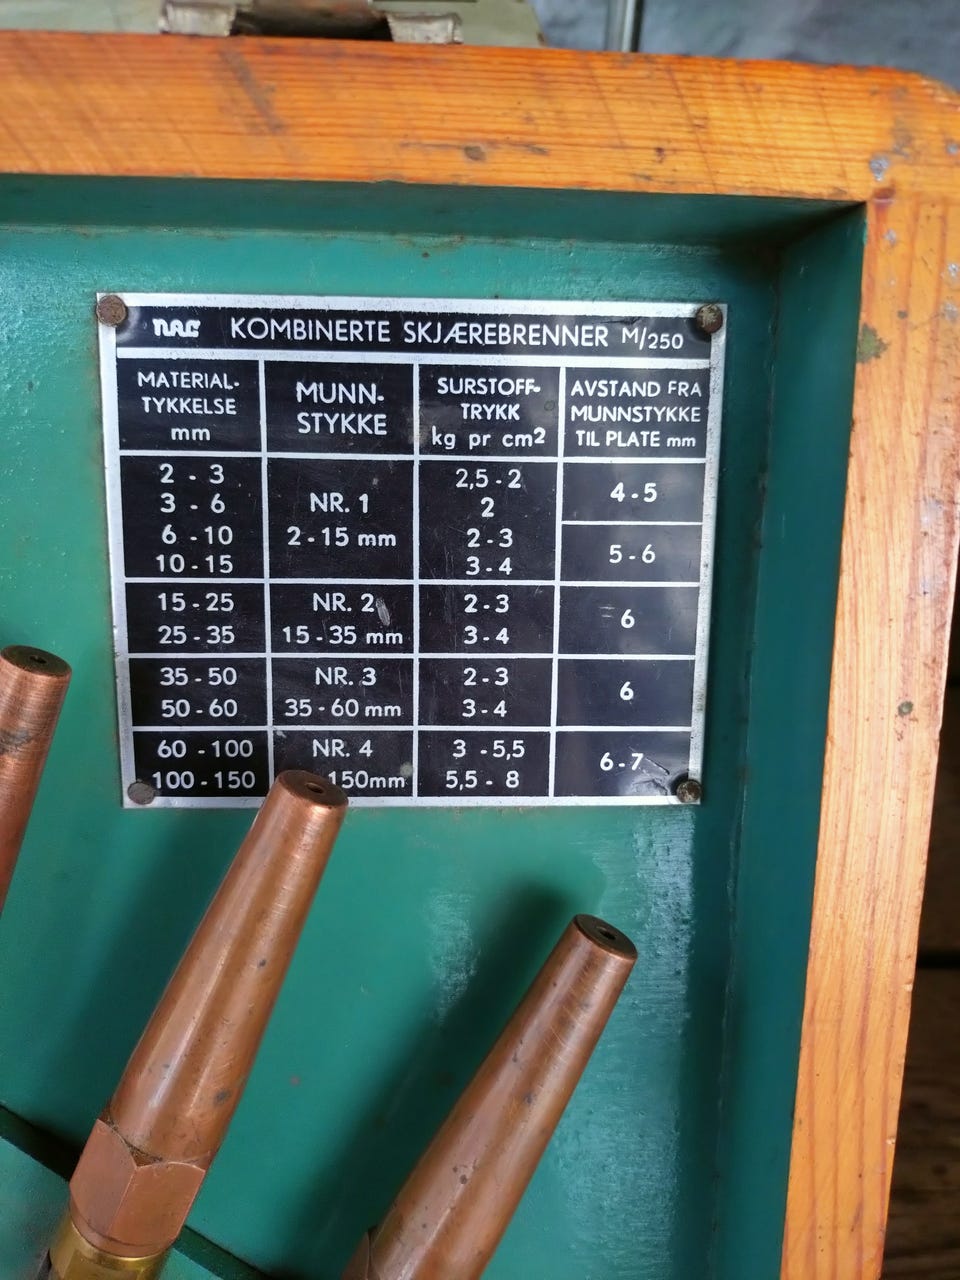 NAG KOMBINERTE SKJÆREBRENNER M/250
MATERIAL-
TYKKELSE
mm
MUNN-
STYKKE
SURSTOFF-
TRYKK
kg pr cm2
AVSTAND FRA
MUNNSTYKKE
TIL PLATE mm
2 - 3
3 - 6
6 - 10
10 - 15
NR. 1
2 - 15 mm
2,5 - 2
2
2 - 3
3 - 4
4 - 5
5 - 6
15 - 25
25 - 35
NR. 2
15 - 35 mm
2 - 3
3 - 4
6
35 - 50
50 - 60
NR. 3
35 - 60 mm
2 - 3
3 - 4
6
60 - 100
100 - 150
NR. 4
150mm
3 - 5,5
5,5 - 8
6 - 7